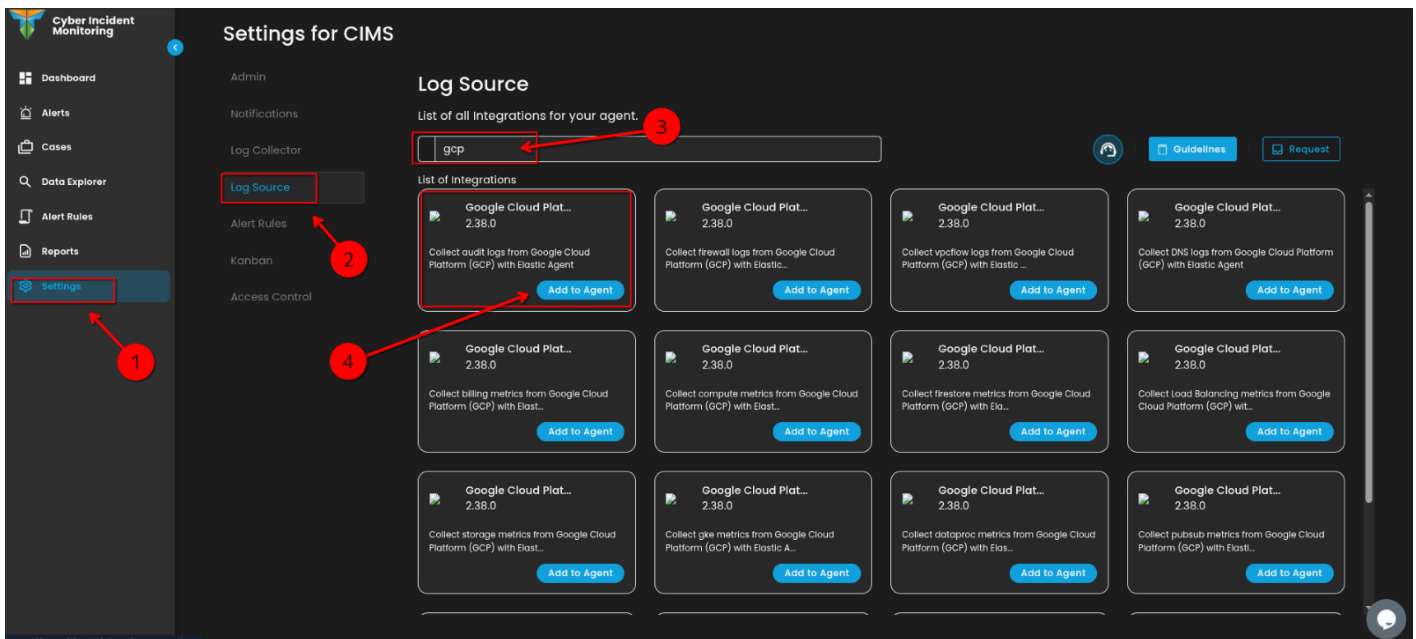 Cyber Incident
Monitoring
Dashboard
Alerts
Cases
Data Explorer
Alert Rules
Reports
Settings
1
Settings for CIMS
Admin
Notifications
Log Collector
Log Source
Alert Rules
Kanban
Access Control
2
Log Source
List of all Integrations for your agent.
3
gcp
Guidelines
Request
List of Integrations
Google Cloud Plat...
2.38.0
Collect audit logs from Google Cloud
Platform (GCP) with Elastic Agent
Add to Agent
4
Google Cloud Plat...
2.38.0
Collect firewall logs from Google Cloud
Platform (GCP) with Elastic...
Add to Agent
Google Cloud Plat...
2.38.0
Collect vpcflow logs from Google Cloud
Platform (GCP) with Elastic ...
Add to Agent
Google Cloud Plat...
2.38.0
Collect DNS logs from Google Cloud Platform
(GCP) with Elastic Agent
Add to Agent
Google Cloud Plat...
2.38.0
Collect billing metrics from Google Cloud
Platform (GCP) with Elast...
Add to Agent
Google Cloud Plat...
2.38.0
Collect compute metrics from Google Cloud
Platform (GCP) with Elast...
Add to Agent
Google Cloud Plat...
2.38.0
Collect firestore metrics from Google Cloud
Platform (GCP) with Ela...
Add to Agent
Google Cloud Plat...
2.38.0
Collect Load Balancing metrics from Google
Cloud Platform (GCP) wit...
Add to Agent
Google Cloud Plat...
2.38.0
Collect storage metrics from Google Cloud
Platform (GCP) with Elast...
Add to Agent
Google Cloud Plat...
2.38.0
Collect gke metrics from Google Cloud
Platform (GCP) with Elastic A...
Add to Agent
Google Cloud Plat...
2.38.0
Collect dataproc metrics from Google Cloud
Platform (GCP) with Elas...
Add to Agent
Google Cloud Plat...
2.38.0
Collect pubsub metrics from Google Cloud
Platform (GCP) with Elasti...
Add to Agent